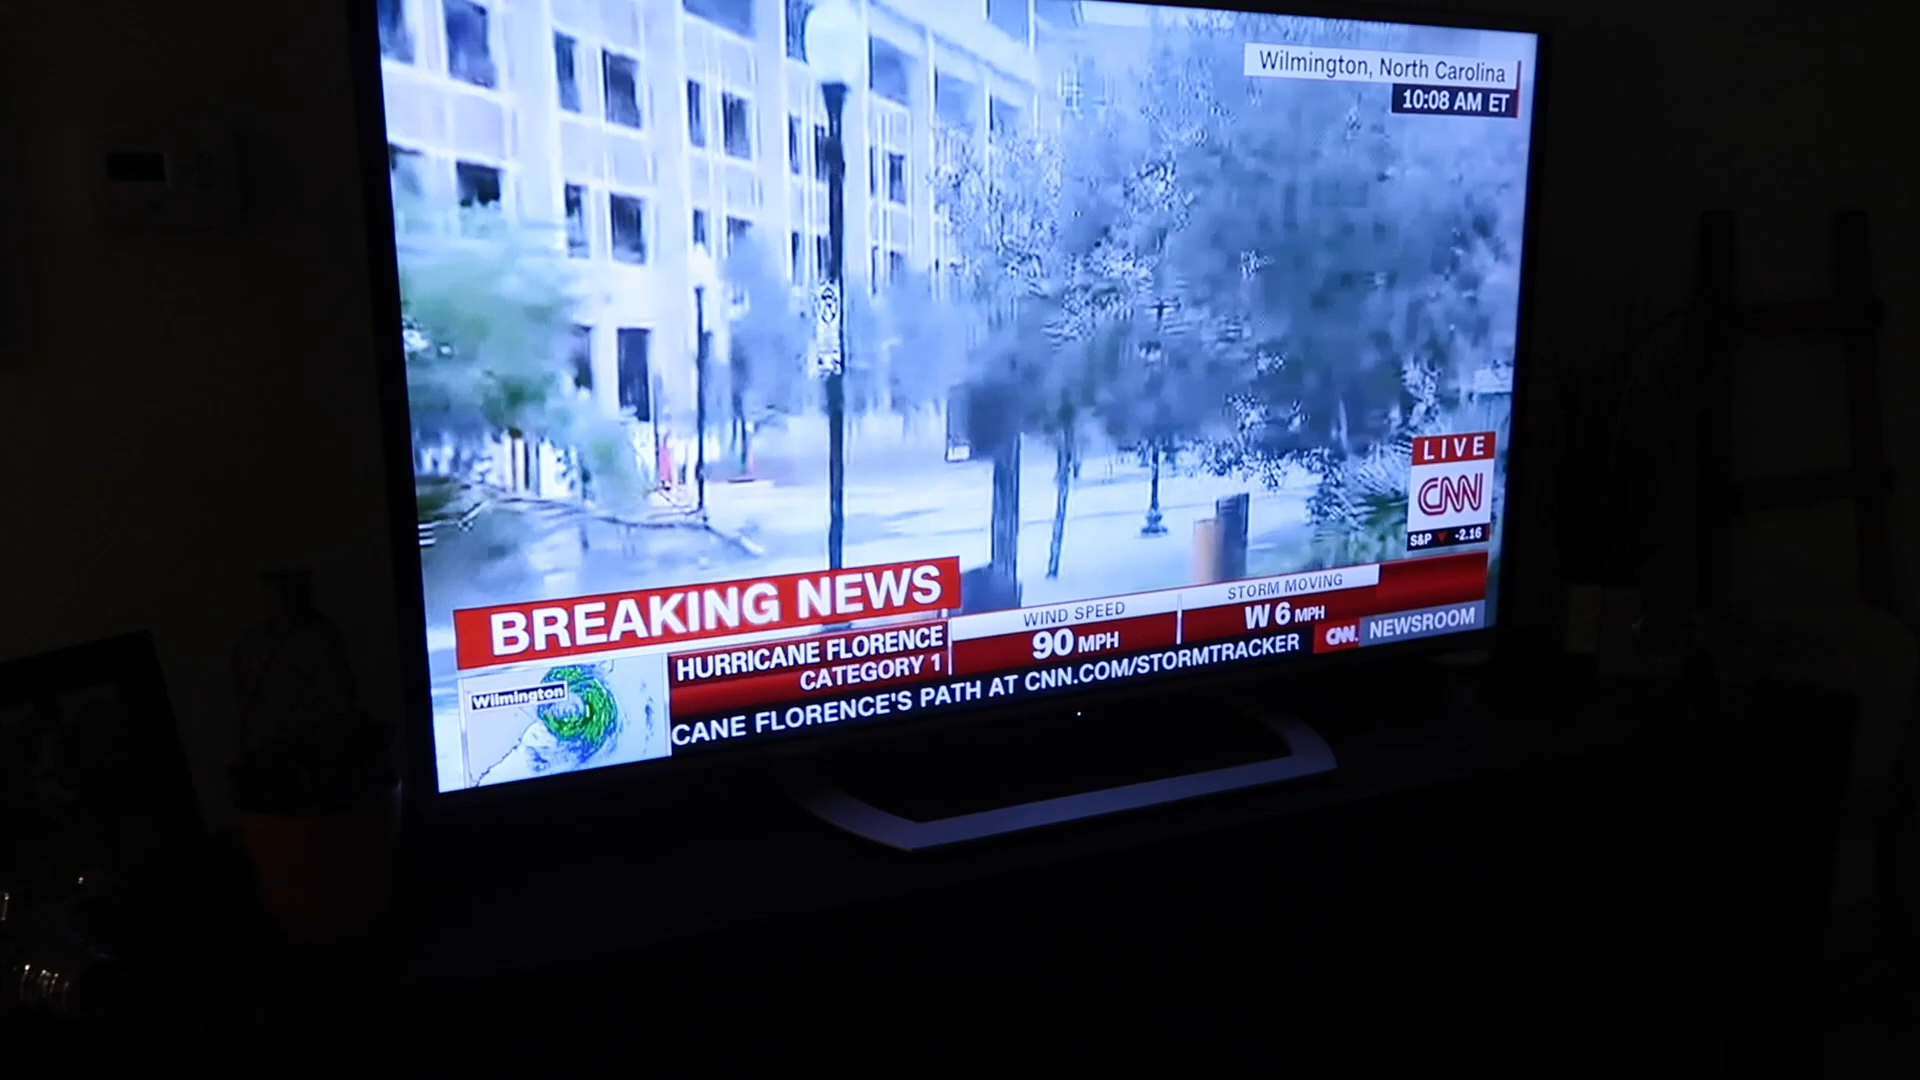 Wilmington, North Carolina
10:08 AM ET
LIVE
CNN
S&P -2.16
BREAKING NEWS
HURRICANE FLORENCE
CATEGORY 1
WIND SPEED
90 MPH
STORM MOVING
W 6 MPH
CNN NEWSROOM
Wilmington
CANE FLORENCE'S PATH AT CNN.COM/STORMTRACKER